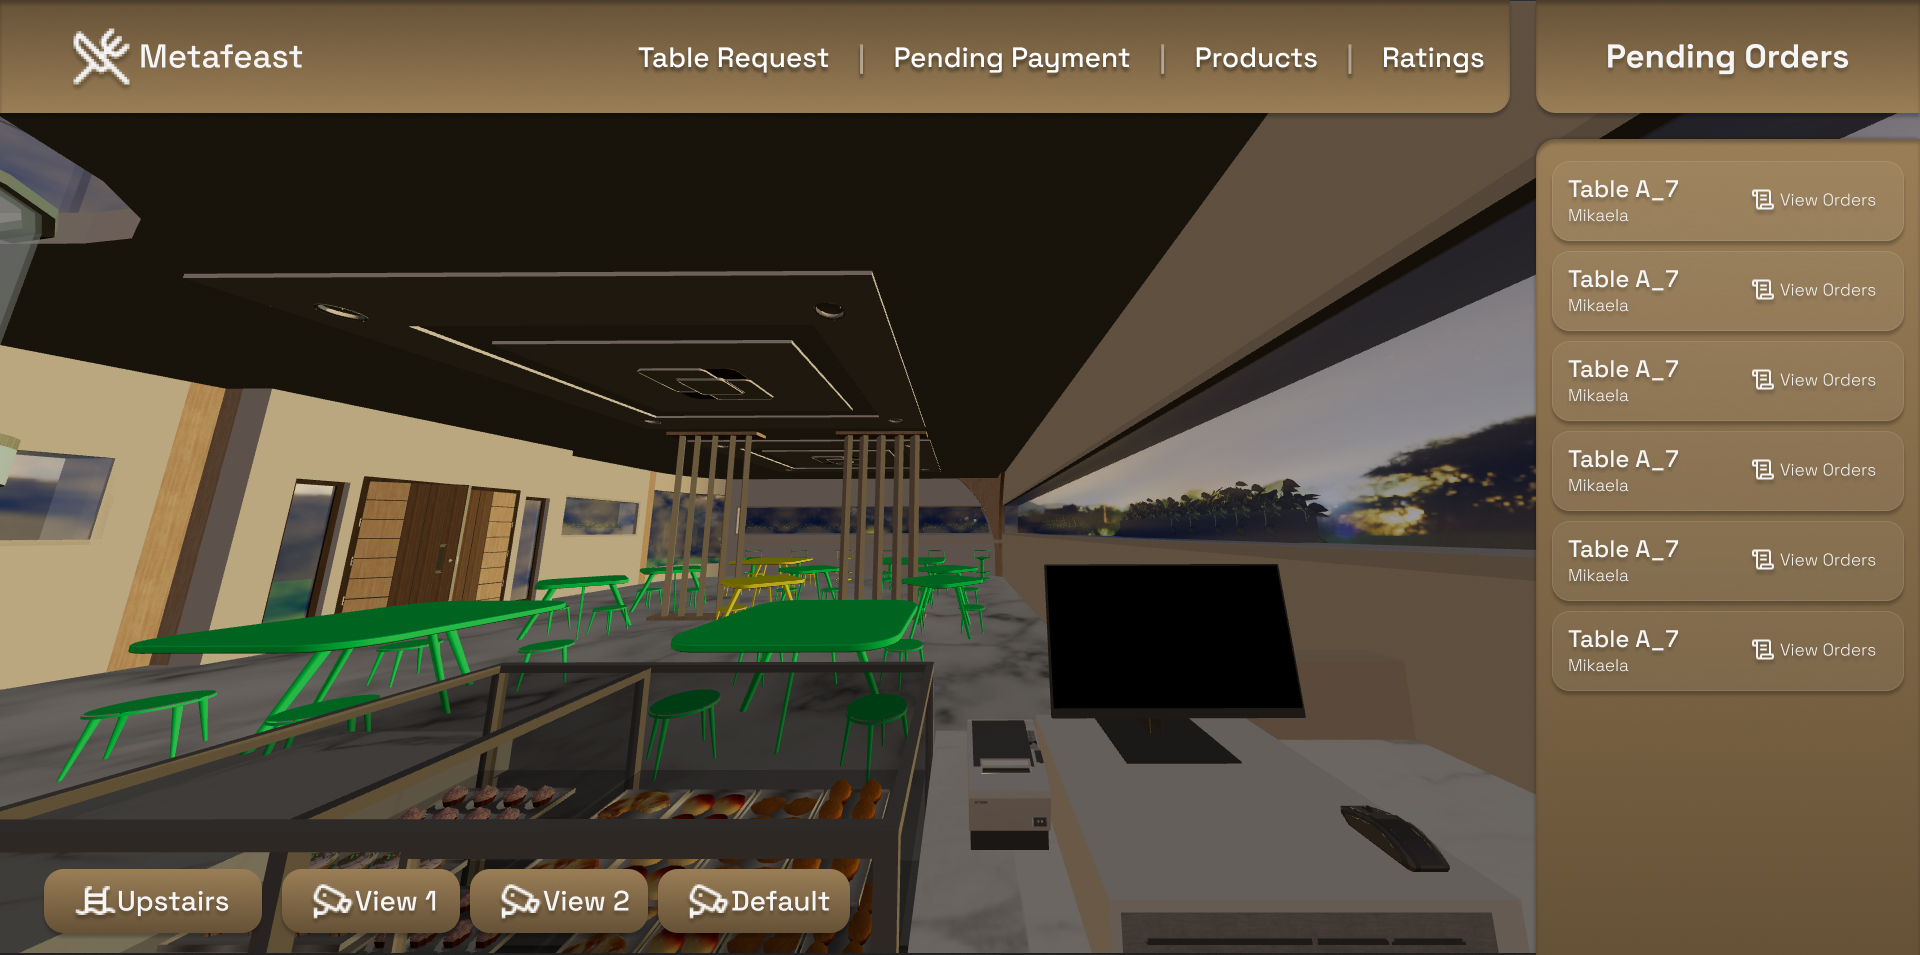 Metafeast
Table Request | Pending Payment | Products | Ratings
Pending Orders
Table A_7
Mikaela
View Orders
Table A_7
Mikaela
View Orders
Table A_7
Mikaela
View Orders
Table A_7
Mikaela
View Orders
Table A_7
Mikaela
View Orders
Table A_7
Mikaela
View Orders
Upstairs
View 1
View 2
Default